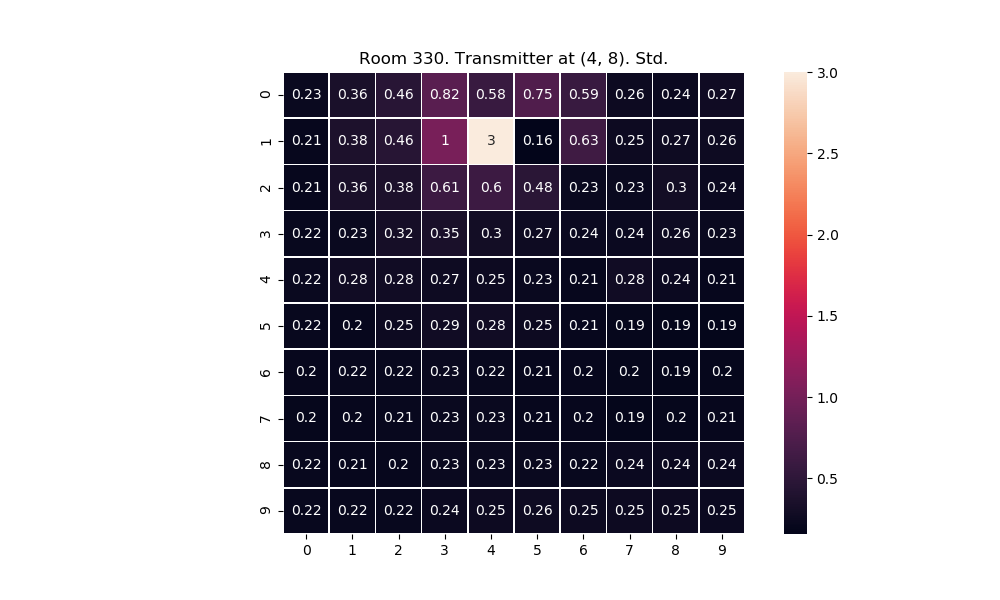 Room 330. Transmitter at (4, 8). Std.
0 0.23 0.36 0.46 0.82 0.58 0.75 0.59 0.26 0.24 0.27
1 0.21 0.38 0.46 1 3 0.16 0.63 0.25 0.27 0.26
2 0.21 0.36 0.38 0.61 0.6 0.48 0.23 0.23 0.3 0.24
3 0.22 0.23 0.32 0.35 0.3 0.27 0.24 0.24 0.26 0.23
4 0.22 0.28 0.28 0.27 0.25 0.23 0.21 0.28 0.24 0.21
5 0.22 0.2 0.25 0.29 0.28 0.25 0.21 0.19 0.19 0.19
6 0.2 0.22 0.22 0.23 0.22 0.21 0.2 0.2 0.19 0.2
7 0.2 0.2 0.21 0.23 0.23 0.21 0.2 0.19 0.2 0.21
8 0.22 0.21 0.2 0.23 0.23 0.23 0.22 0.24 0.24 0.24
9 0.22 0.22 0.22 0.24 0.25 0.26 0.25 0.25 0.25 0.25
0 1 2 3 4 5 6 7 8 9
3.0
2.5
2.0
1.5
1.0
0.5